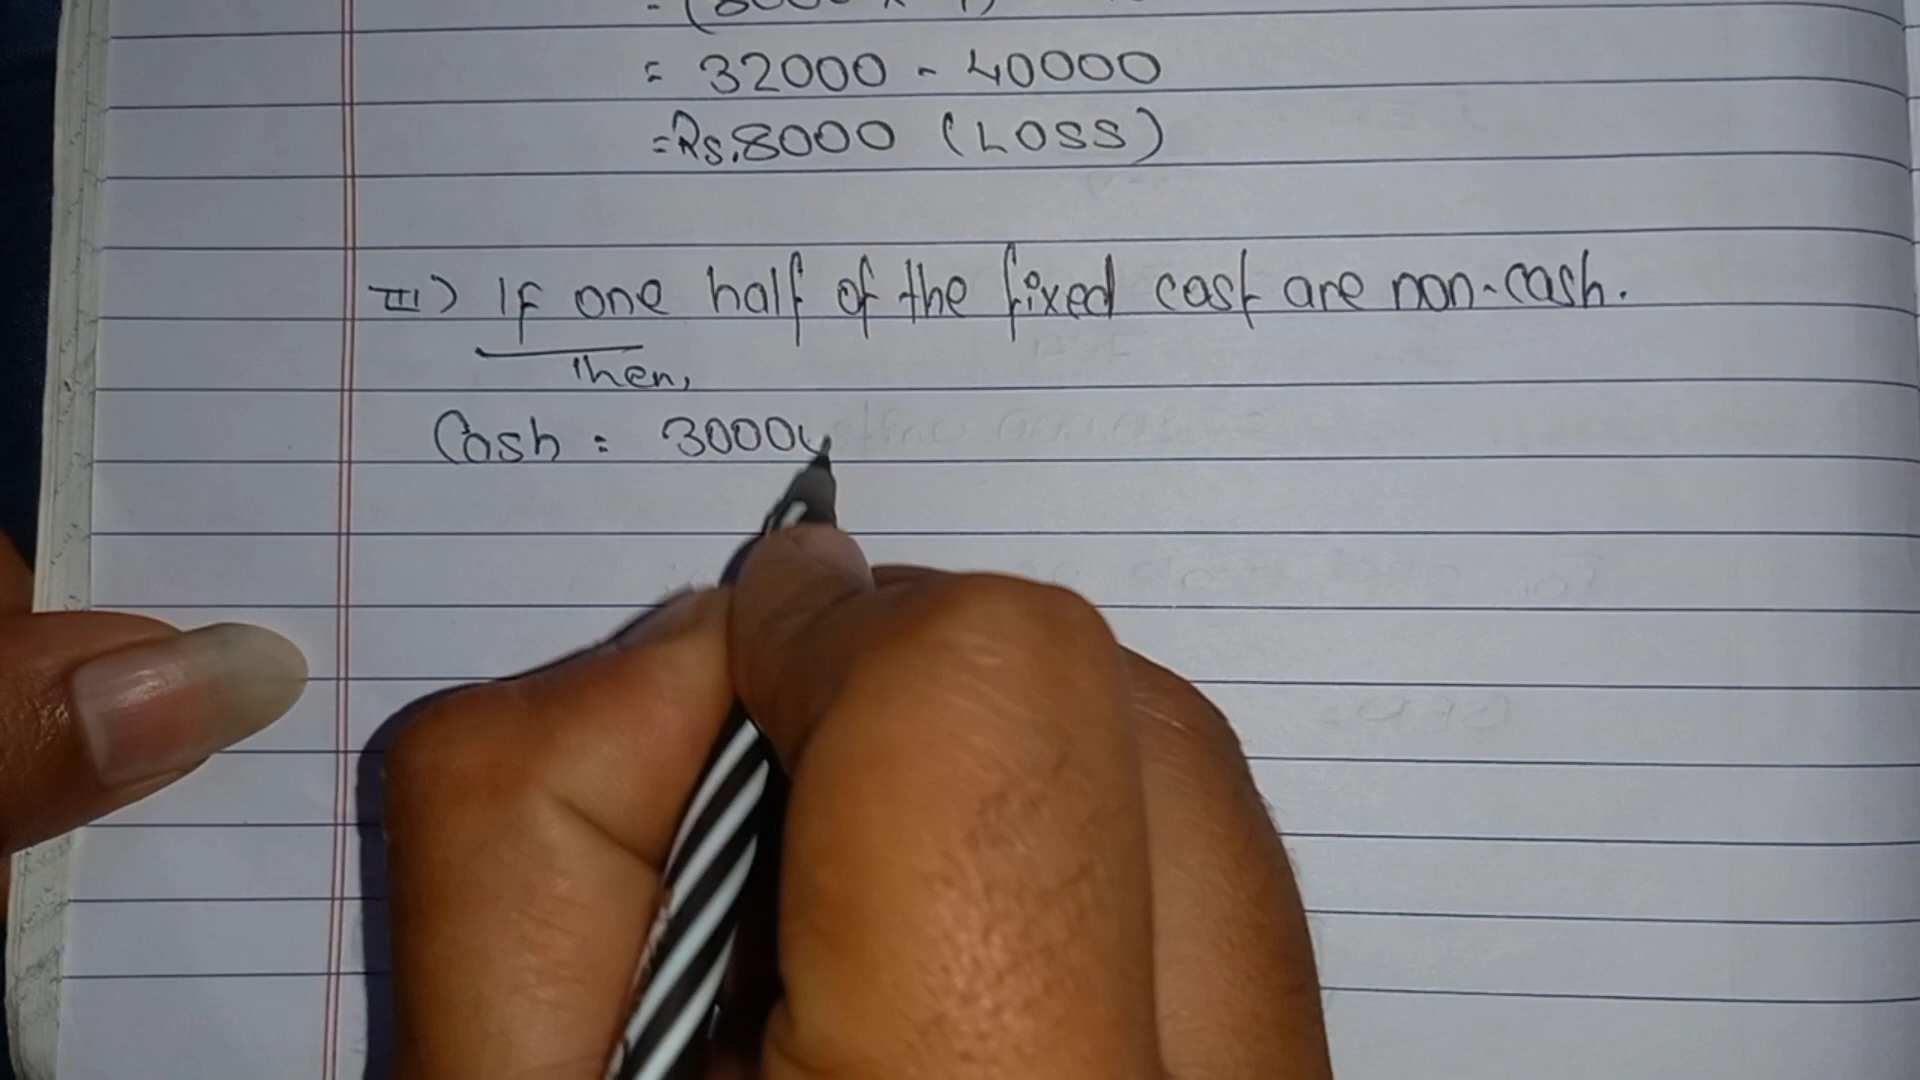 = 32000 - 40000
= Rs. 8000 (LOSS)
III) If one half of the fixed cost are non-cash.
Then,
Cash = 3000